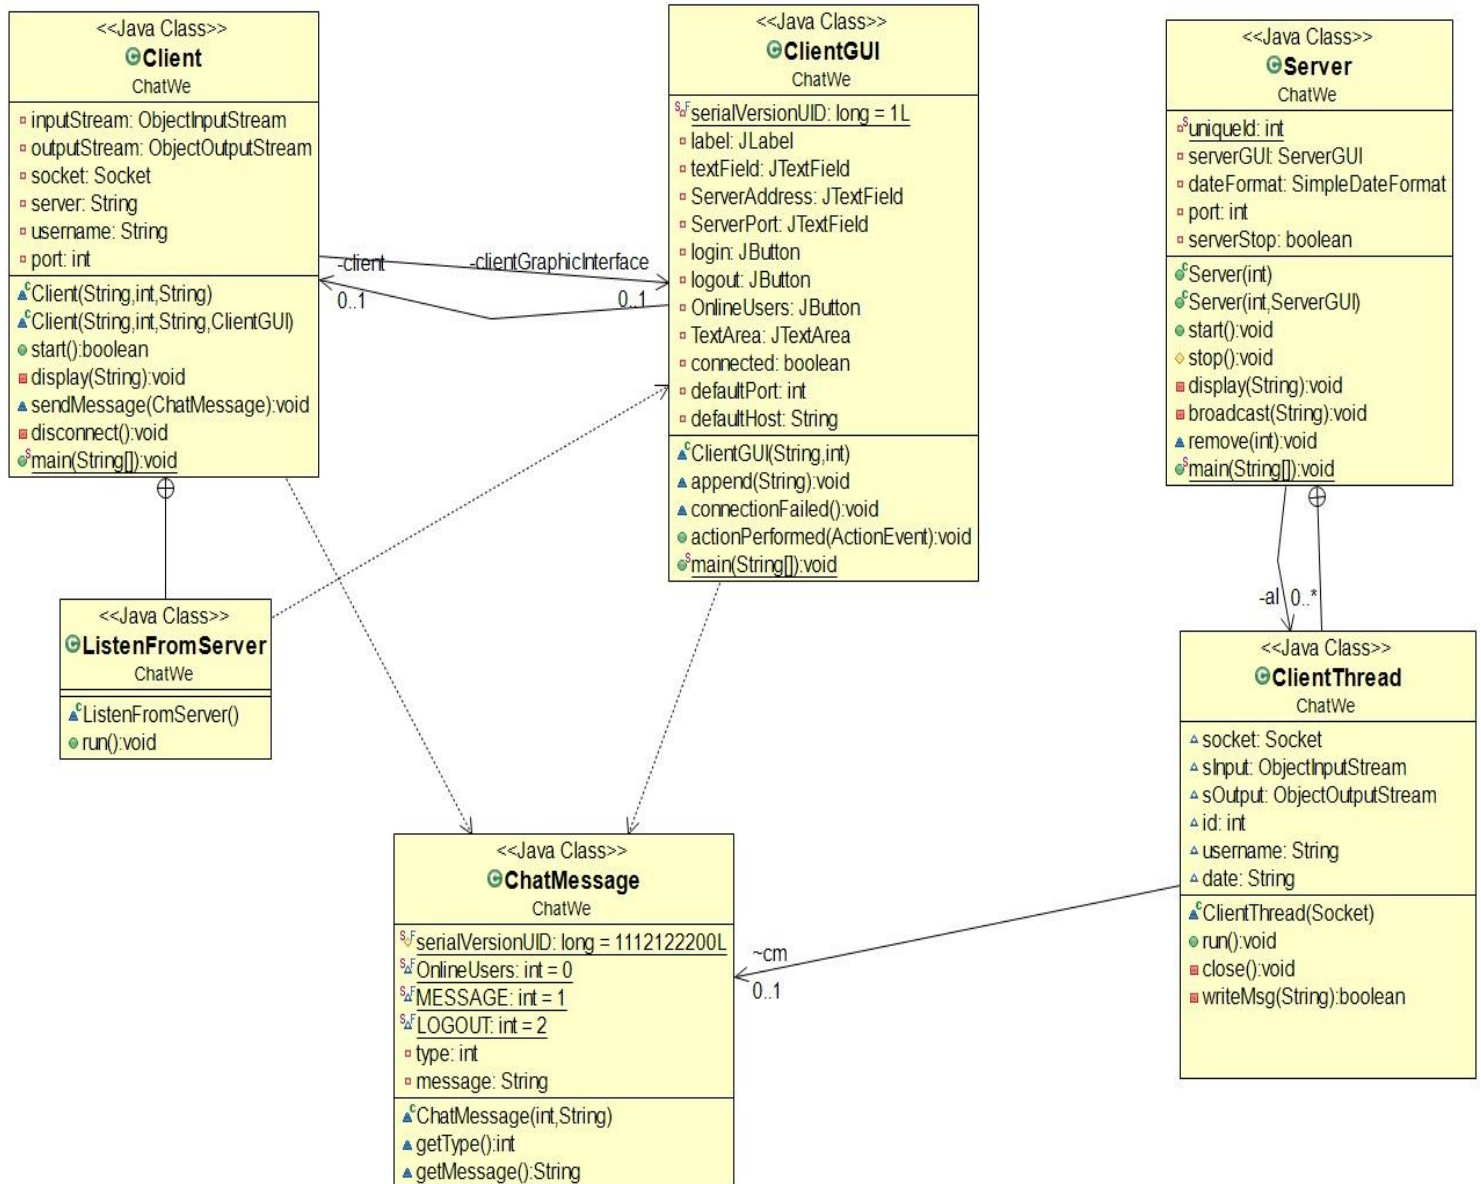 <<Java Class>>
Client
ChatWe
inputStream: ObjectInputStream
outputStream: ObjectOutputStream
socket: Socket
server: String
username: String
port: int
Client(String,int,String)
Client(String,int,String,ClientGUI)
start():boolean
display(String):void
sendMessage(ChatMessage):void
disconnect():void
main(String[]):void
-client
0..1
-clientGraphicInterface
0..1
<<Java Class>>
ClientGUI
ChatWe
serialVersionUID: long = 1L
label: JLabel
textField: JTextField
ServerAddress: JTextField
ServerPort: JTextField
login: JButton
logout: JButton
OnlineUsers: JButton
TextArea: JTextArea
connected: boolean
defaultPort: int
defaultHost: String
ClientGUI(String,int)
append(String):void
connectionFailed():void
actionPerformed(ActionEvent):void
main(String[]):void
<<Java Class>>
Server
ChatWe
uniqueId: int
serverGUI: ServerGUI
dateFormat: SimpleDateFormat
port: int
serverStop: boolean
Server(int)
Server(int,ServerGUI)
start():void
stop():void
display(String):void
broadcast(String):void
remove(int):void
main(String[]):void
-al 0..*
<<Java Class>>
ListenFromServer
ChatWe
ListenFromServer()
run():void
<<Java Class>>
ClientThread
ChatWe
socket: Socket
sInput: ObjectInputStream
sOutput: ObjectOutputStream
id: int
username: String
date: String
ClientThread(Socket)
run():void
close():void
writeMsg(String):boolean
~cm
0..1
<<Java Class>>
ChatMessage
ChatWe
serialVersionUID: long = 1112122200L
OnlineUsers: int = 0
MESSAGE: int = 1
LOGOUT: int = 2
type: int
message: String
ChatMessage(int,String)
getType():int
getMessage():String